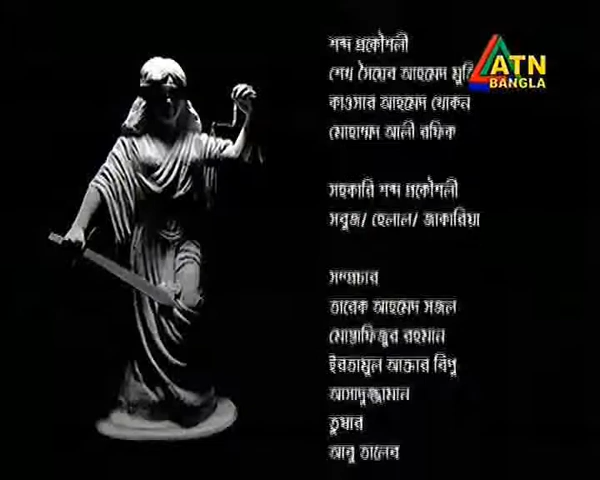 শব্দ প্রকৌশলী
শেখ সৈয়েব আহমেদ
কাওসার আহমেদ খোকন
মোহাম্মদ আলী রফিক
সহকারি শব্দ প্রকৌশলী
সবুজ/ হেলাল/ জাকারিয়া
সম্প্রচার
তারেক আহমেদ সজল
মোস্তাফিজুর রহমান
ইরতামুল আক্তার বিপু
আসাদুজ্জামান
তুষার
আবু তালেব
ATN
BANGLA